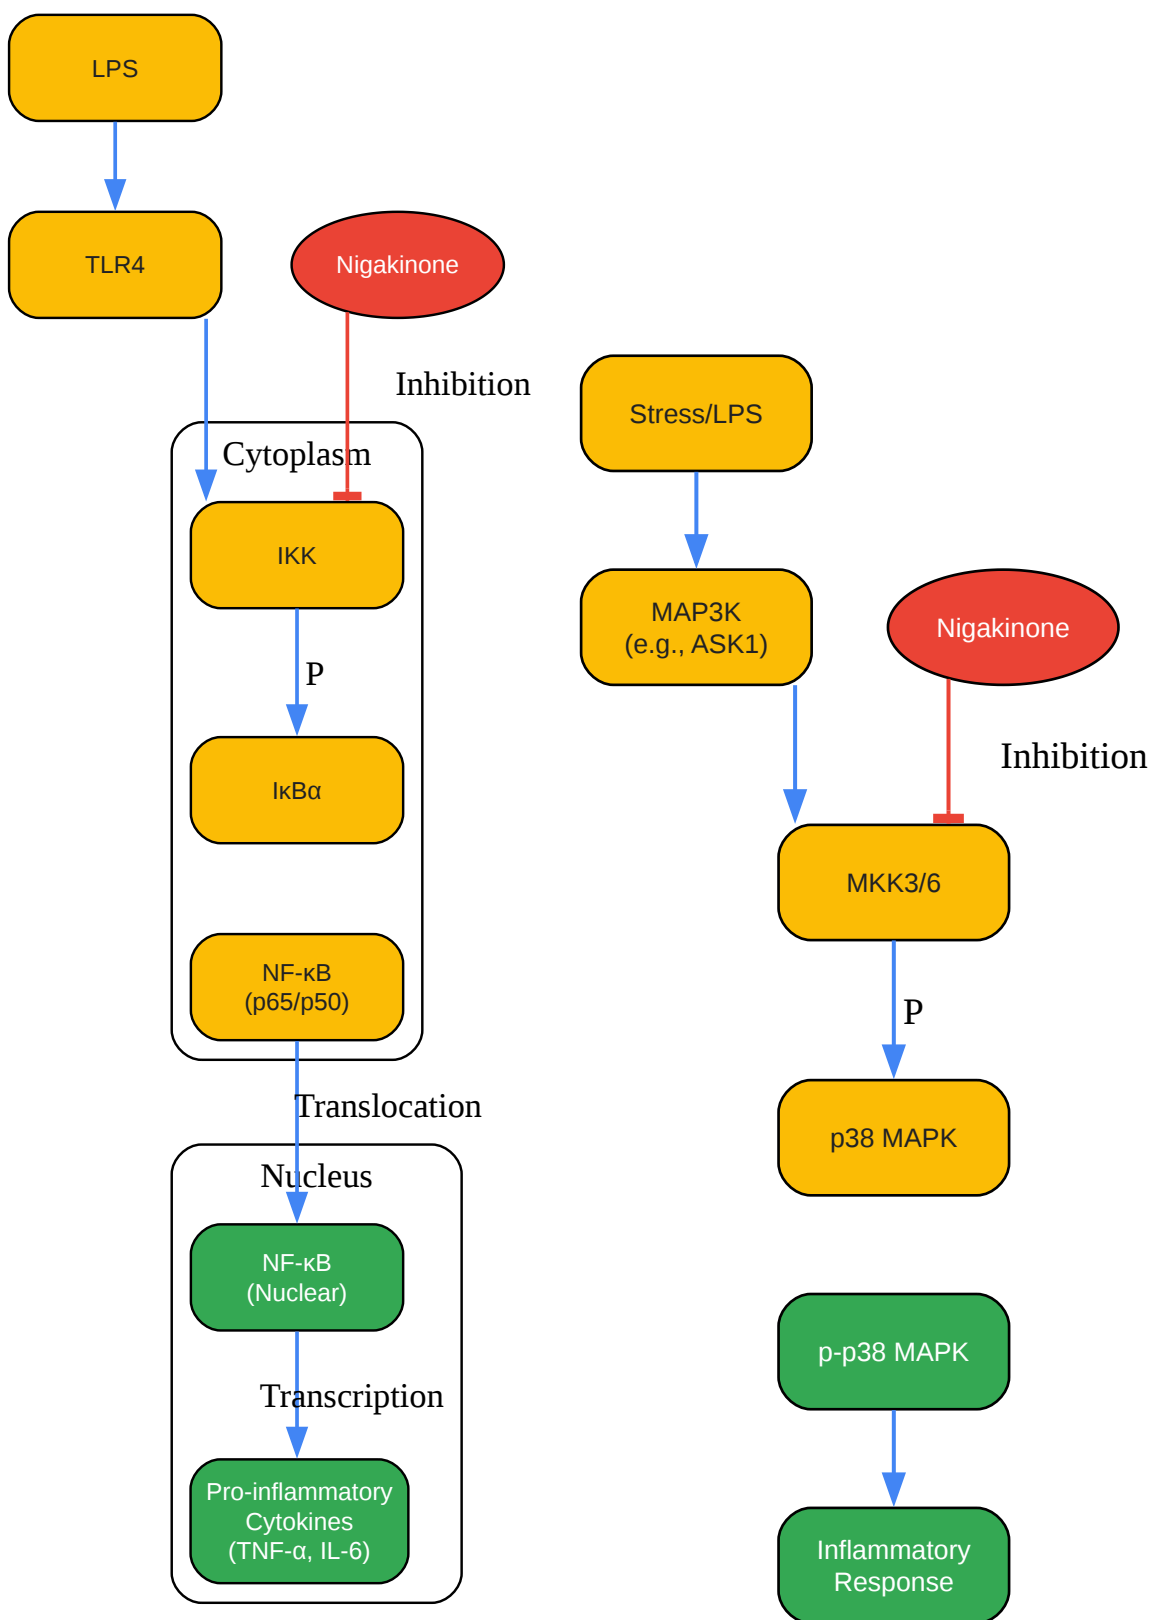 LPS
TLR4
Nigakinone
Inhibition
Cytoplasm
IKK
P
IκBα
NF-κB
(p65/p50)
Translocation
Nucleus
NF-κB
(Nuclear)
Transcription
Pro-inflammatory
Cytokines
(TNF-α, IL-6)
Stress/LPS
MAP3K
(e.g., ASK1)
Nigakinone
Inhibition
MKK3/6
P
p38 MAPK
p-p38 MAPK
Inflammatory
Response